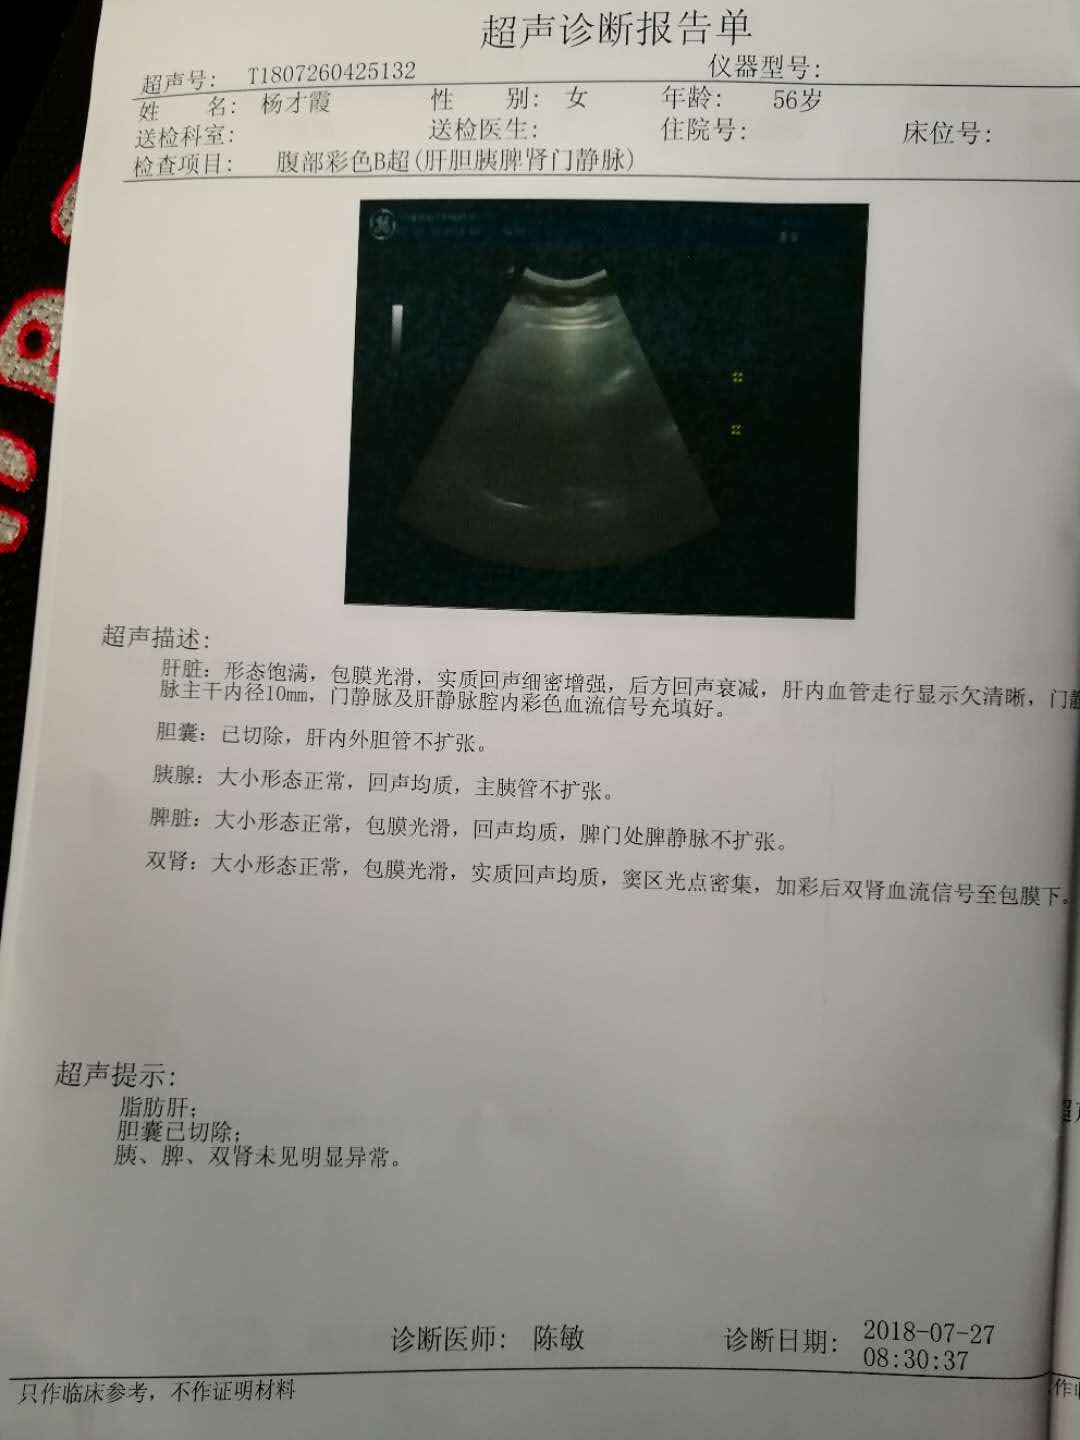 超声诊断报告单
超声号: T1807260425132 仪器型号:
姓 名: 杨才霞 性 别: 女 年龄: 56岁
送检科室: 送检医生: 住院号: 床位号:
检查项目: 腹部彩色B超(肝胆胰脾肾门静脉)
超声描述:
肝脏: 形态饱满, 包膜光滑, 实质回声细密增强, 后方回声衰减, 肝内血管走行显示欠清晰, 门静
脉主干内径10mm, 门静脉及肝静脉腔内彩色血流信号充填好。
胆囊: 已切除, 肝内外胆管不扩张。
胰腺: 大小形态正常, 回声均质, 主胰管不扩张。
脾脏: 大小形态正常, 包膜光滑, 回声均质, 脾门处脾静脉不扩张。
双肾: 大小形态正常, 包膜光滑, 实质回声均质, 窦区光点密集, 加彩后双肾血流信号至包膜下。
超声提示:
脂肪肝;
胆囊已切除;
胰、脾、双肾未见明显异常。
诊断医师: 陈敏 诊断日期: 2018-07-27
08:30:37
只作临床参考, 不作证明材料